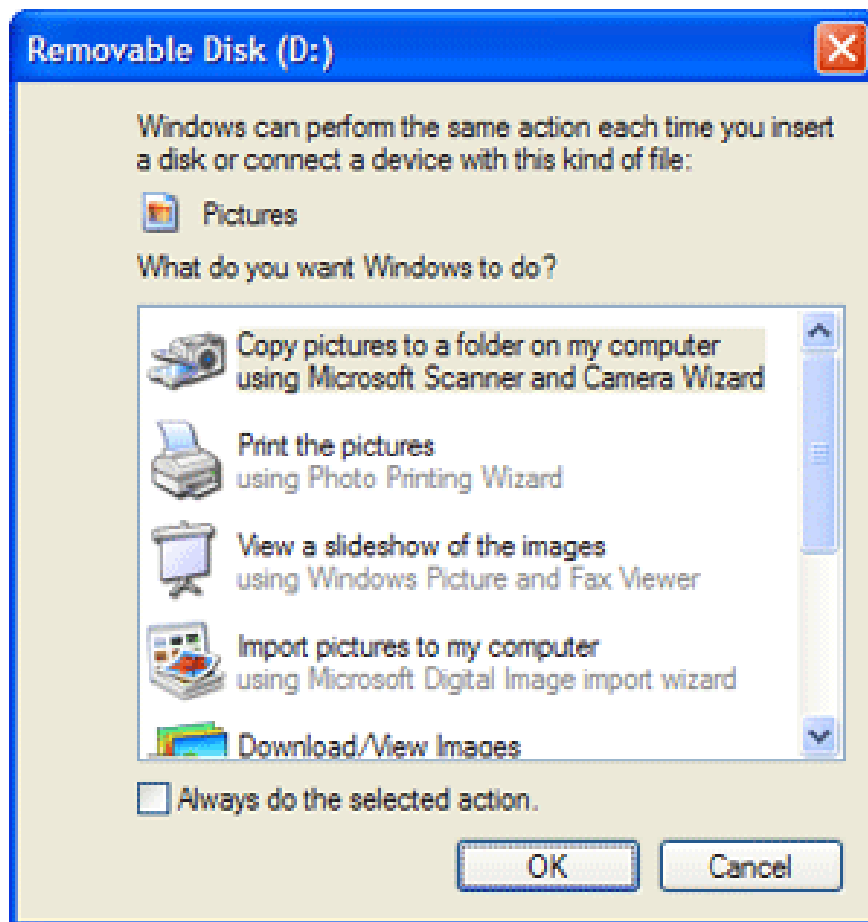 Removable Disk (D:)
Windows can perform the same action each time you insert
a disk or connect a device with this kind of file:
Pictures
What do you want Windows to do?
Copy pictures to a folder on my computer
using Microsoft Scanner and Camera Wizard
Print the pictures
using Photo Printing Wizard
View a slideshow of the images
using Windows Picture and Fax Viewer
Import pictures to my computer
using Microsoft Digital Image import wizard
Download/View Images
Always do the selected action.
OK
Cancel